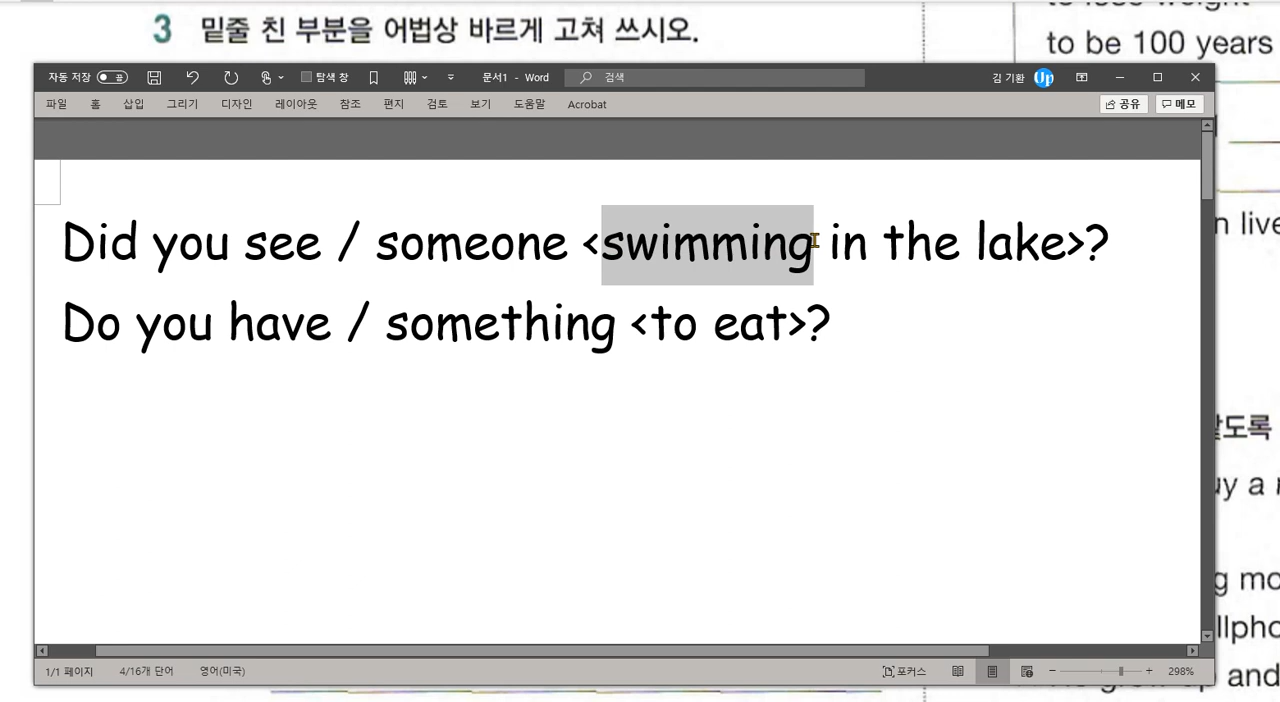 3 밑줄 친 부분을 어법상 바르게 고쳐 쓰시오.
to be 100 years
자동 저장 문서1 - Word 검색 김 기환 Up
탐색 창
파일 홈 삽입 그리기 디자인 레이아웃 참조 편지 검토 보기 도움말 Acrobat 공유 메모
Did you see / someone <swimming in the lake>?
Do you have / something <to eat>?
n live
도록
uy a
g mo
llpho
and
1/1 페이지 4/16개 단어 영어(미국) 포커스 298%